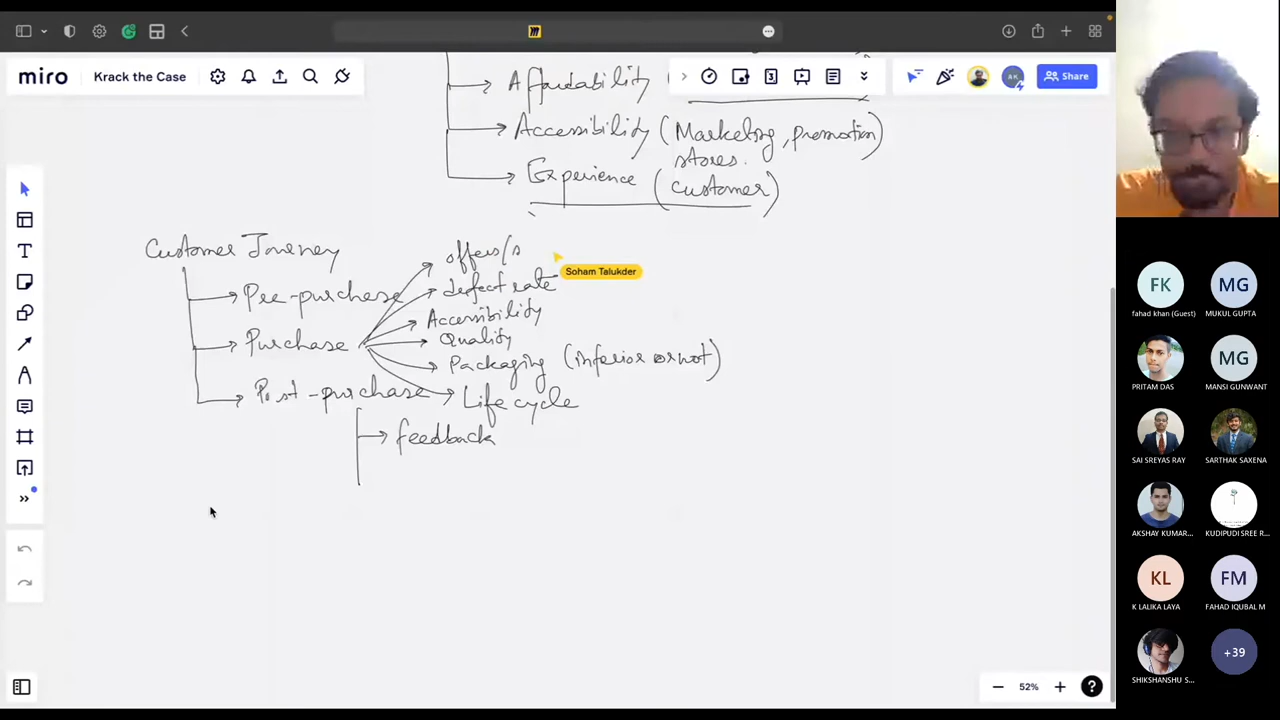 miro
Krack the Case
3
AK
Share
Affordability (
Accessibility (Marketing, promotion)
stores.
Experience (customer)
Customer Journey
Pre-purchase
Purchase
Post-purchase
offers/s
defect rate
Accessibility
Quality
Packaging (inferior or not)
Life cycle
feedback
Soham Talukder
52%
?
FK
fahad khan (Guest)
MG
MUKUL GUPTA
PRITAM DAS
MG
MANSI GUNWANT
SAI SREYAS RAY
SARTHAK SAXENA
AKSHAY KUMAR...
KUDIPUDI SREE R...
KL
K LALIKA LAYA
FM
FAHAD IQUBAL M
SHIKSHANSHU S...
+39